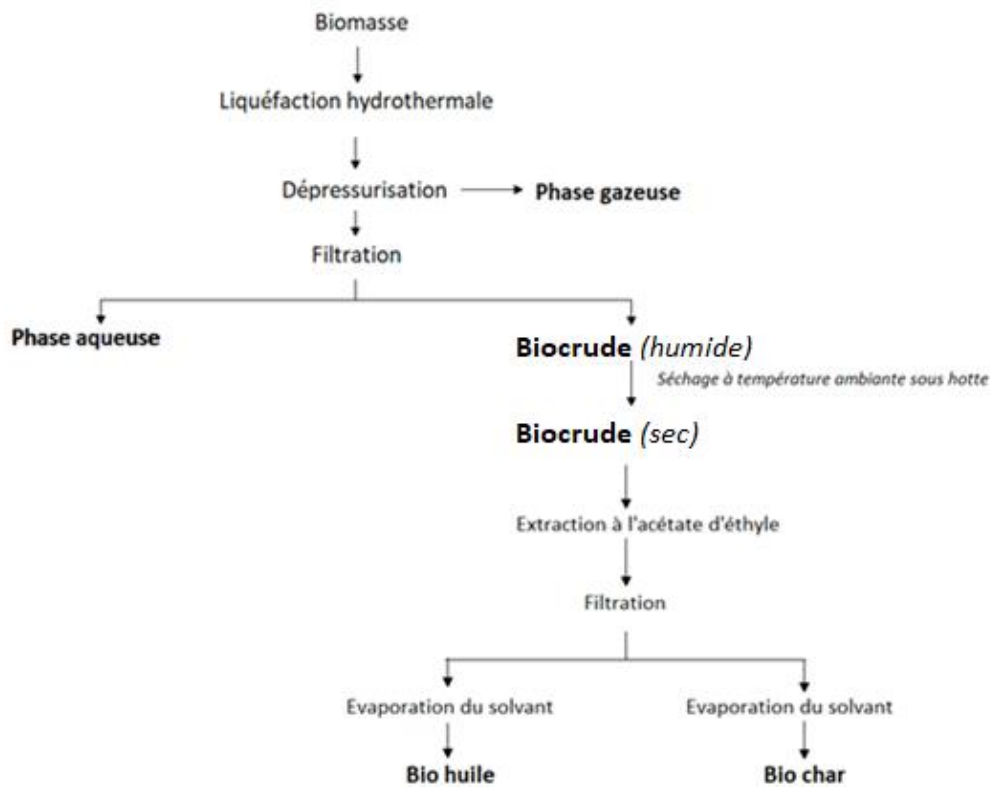 Biomasse
Liquéfaction hydrothermale
Dépressurisation
Phase gazeuse
Filtration
Phase aqueuse
Biocrude (humide)
Séchage à température ambiante sous hotte
Biocrude (sec)
Extraction à l'acétate d'éthyle
Filtration
Evaporation du solvant
Evaporation du solvant
Bio huile
Bio char